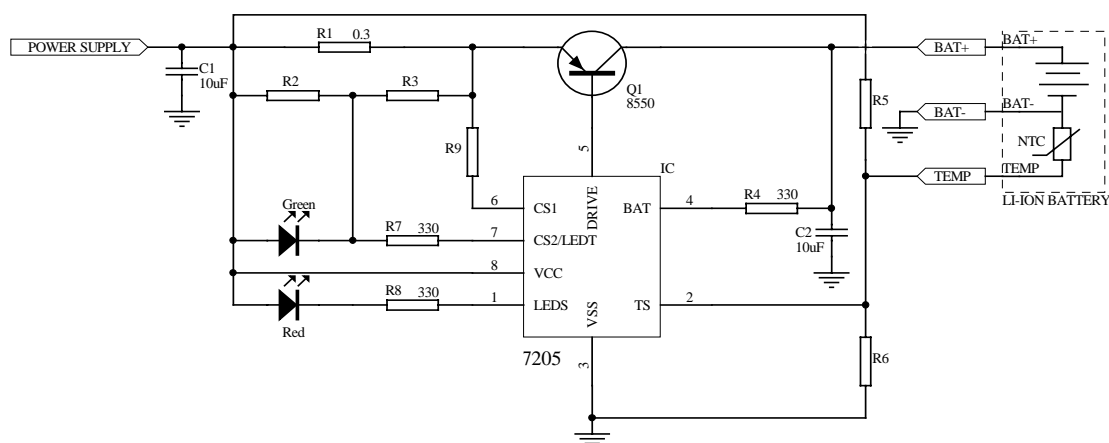 POWER SUPPLY
R1 0.3
C1
10uF
R2
R3
R9
Q1
8550
R5
BAT+
BAT+
BAT-
BAT-
NTC
TEMP
TEMP
LI-ION BATTERY
5
IC
6 CS1
DRIVE
BAT 4
R4 330
Green
R7 330
7 CS2/LEDT
C2
10uF
8 VCC
Red
R8 330
1 LEDS
VSS
TS 2
7205
3
R6